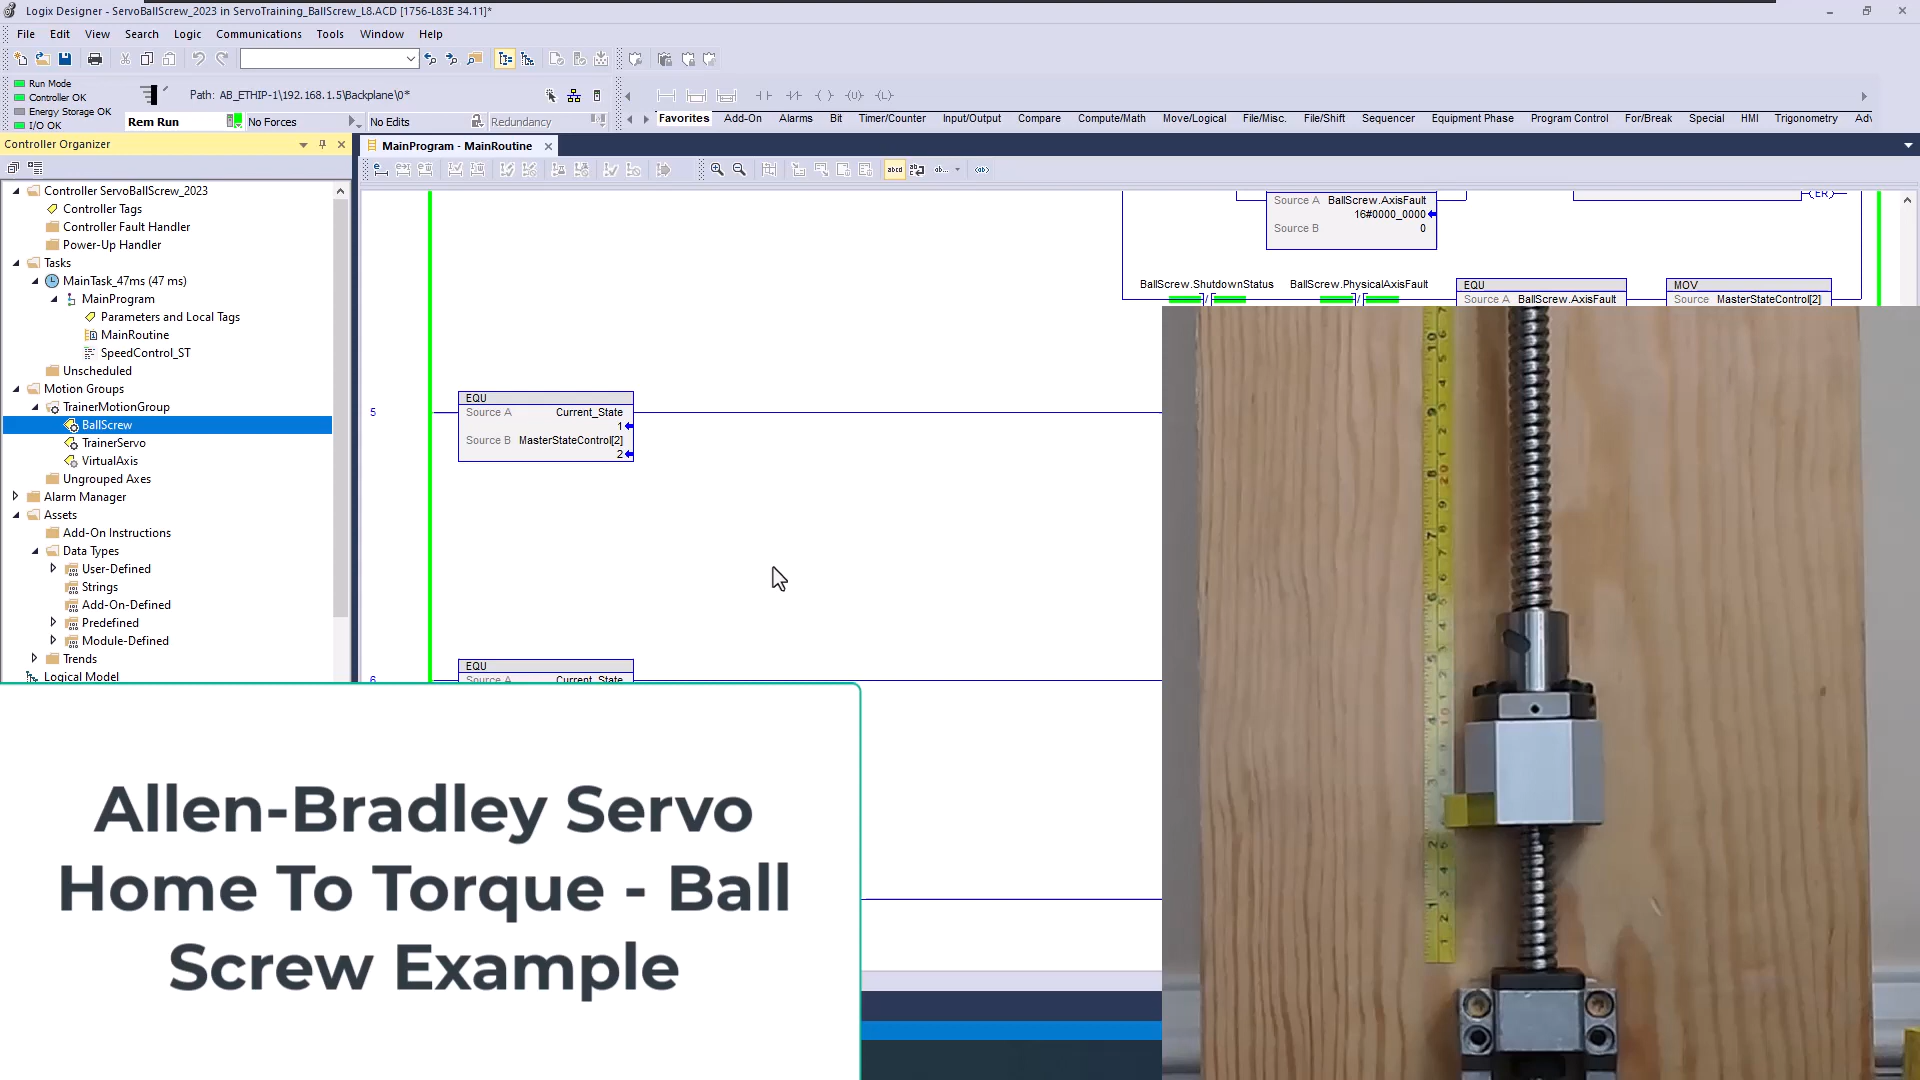 Logix Designer - ServoBallScrew_2023 in ServoTraining_BallScrew_L8.ACD [1756-L83E 34.11]*
File Edit View Search Logic Communications Tools Window Help
Run Mode
Controller OK
Energy Storage OK
I/O OK
Path: AB_ETHIP-1\192.168.1.5\Backplane\0*
Rem Run No Forces No Edits Redundancy
Favorites Add-On Alarms Bit Timer/Counter Input/Output Compare Compute/Math Move/Logical File/Misc. File/Shift Sequencer Equipment Phase Program Control For/Break Special HMI Trigonometry Adv
Controller Organizer
MainProgram - MainRoutine
Controller ServoBallScrew_2023
Controller Tags
Controller Fault Handler
Power-Up Handler
Tasks
MainTask_47ms (47 ms)
MainProgram
Parameters and Local Tags
MainRoutine
SpeedControl_ST
Unscheduled
Motion Groups
TrainerMotionGroup
BallScrew
TrainerServo
VirtualAxis
Ungrouped Axes
Alarm Manager
Assets
Add-On Instructions
Data Types
User-Defined
Strings
Add-On-Defined
Predefined
Module-Defined
Trends
Logical Model
Source A BallScrew.AxisFault
16#0000_0000
Source B 0
ER
BallScrew.ShutdownStatus BallScrew.PhysicalAxisFault
EQU
Source A BallScrew.AxisFault
MOV
Source MasterStateControl[2]
5
EQU
Source A Current_State
1
Source B MasterStateControl[2]
2
6
EQU
Source A Current_State
Allen-Bradley Servo
Home To Torque - Ball
Screw Example